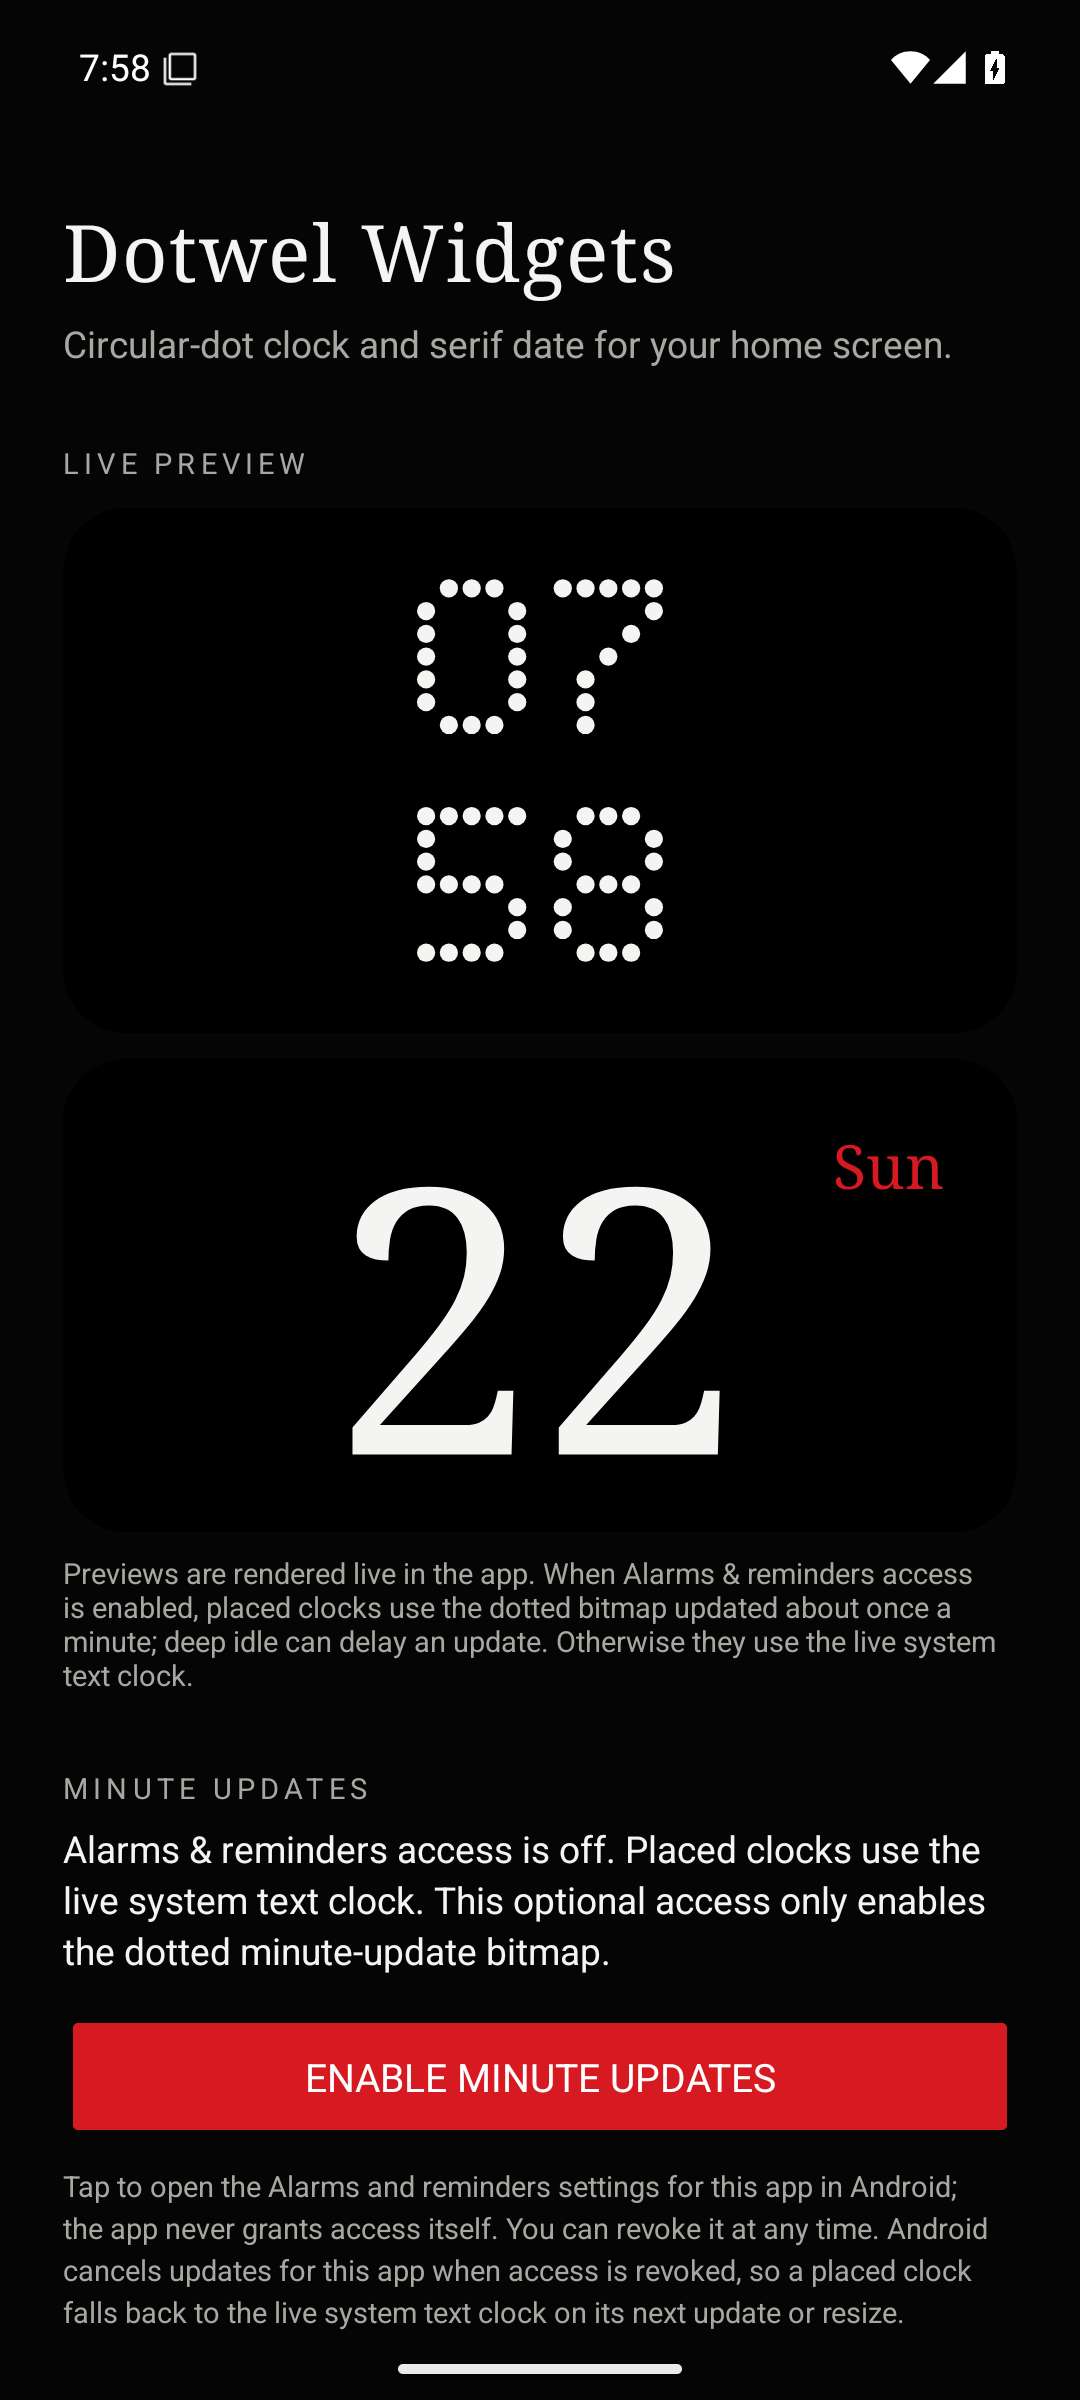 7:58
Dotwel Widgets
Circular-dot clock and serif date for your home screen.
LIVE PREVIEW
07
58
Sun
22
Previews are rendered live in the app. When Alarms & reminders access
is enabled, placed clocks use the dotted bitmap updated about once a
minute; deep idle can delay an update. Otherwise they use the live system
text clock.
MINUTE UPDATES
Alarms & reminders access is off. Placed clocks use the
live system text clock. This optional access only enables
the dotted minute-update bitmap.
ENABLE MINUTE UPDATES
Tap to open the Alarms and reminders settings for this app in Android;
the app never grants access itself. You can revoke it at any time. Android
cancels updates for this app when access is revoked, so a placed clock
falls back to the live system text clock on its next update or resize.